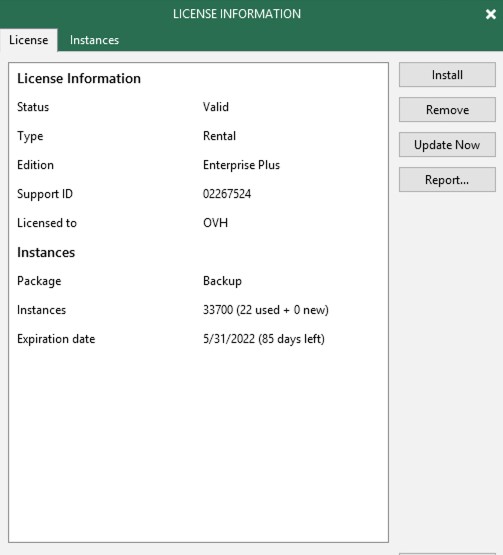 LICENSE INFORMATION
License Instances
License Information
Status Valid
Type Rental
Edition Enterprise Plus
Support ID 02267524
Licensed to OVH
Instances
Package Backup
Instances 33700 (22 used + 0 new)
Expiration date 5/31/2022 (85 days left)
Install
Remove
Update Now
Report...